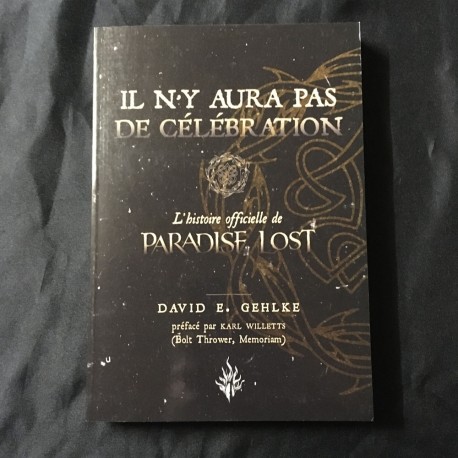 IL N·Y AURA PAS
DE CÉLÉBRATION
L'histoire officielle de
PARADISE LOST
DAVID E. GEHLKE
préfacé par KARL WILLETTS
(Bolt Thrower, Memoriam)